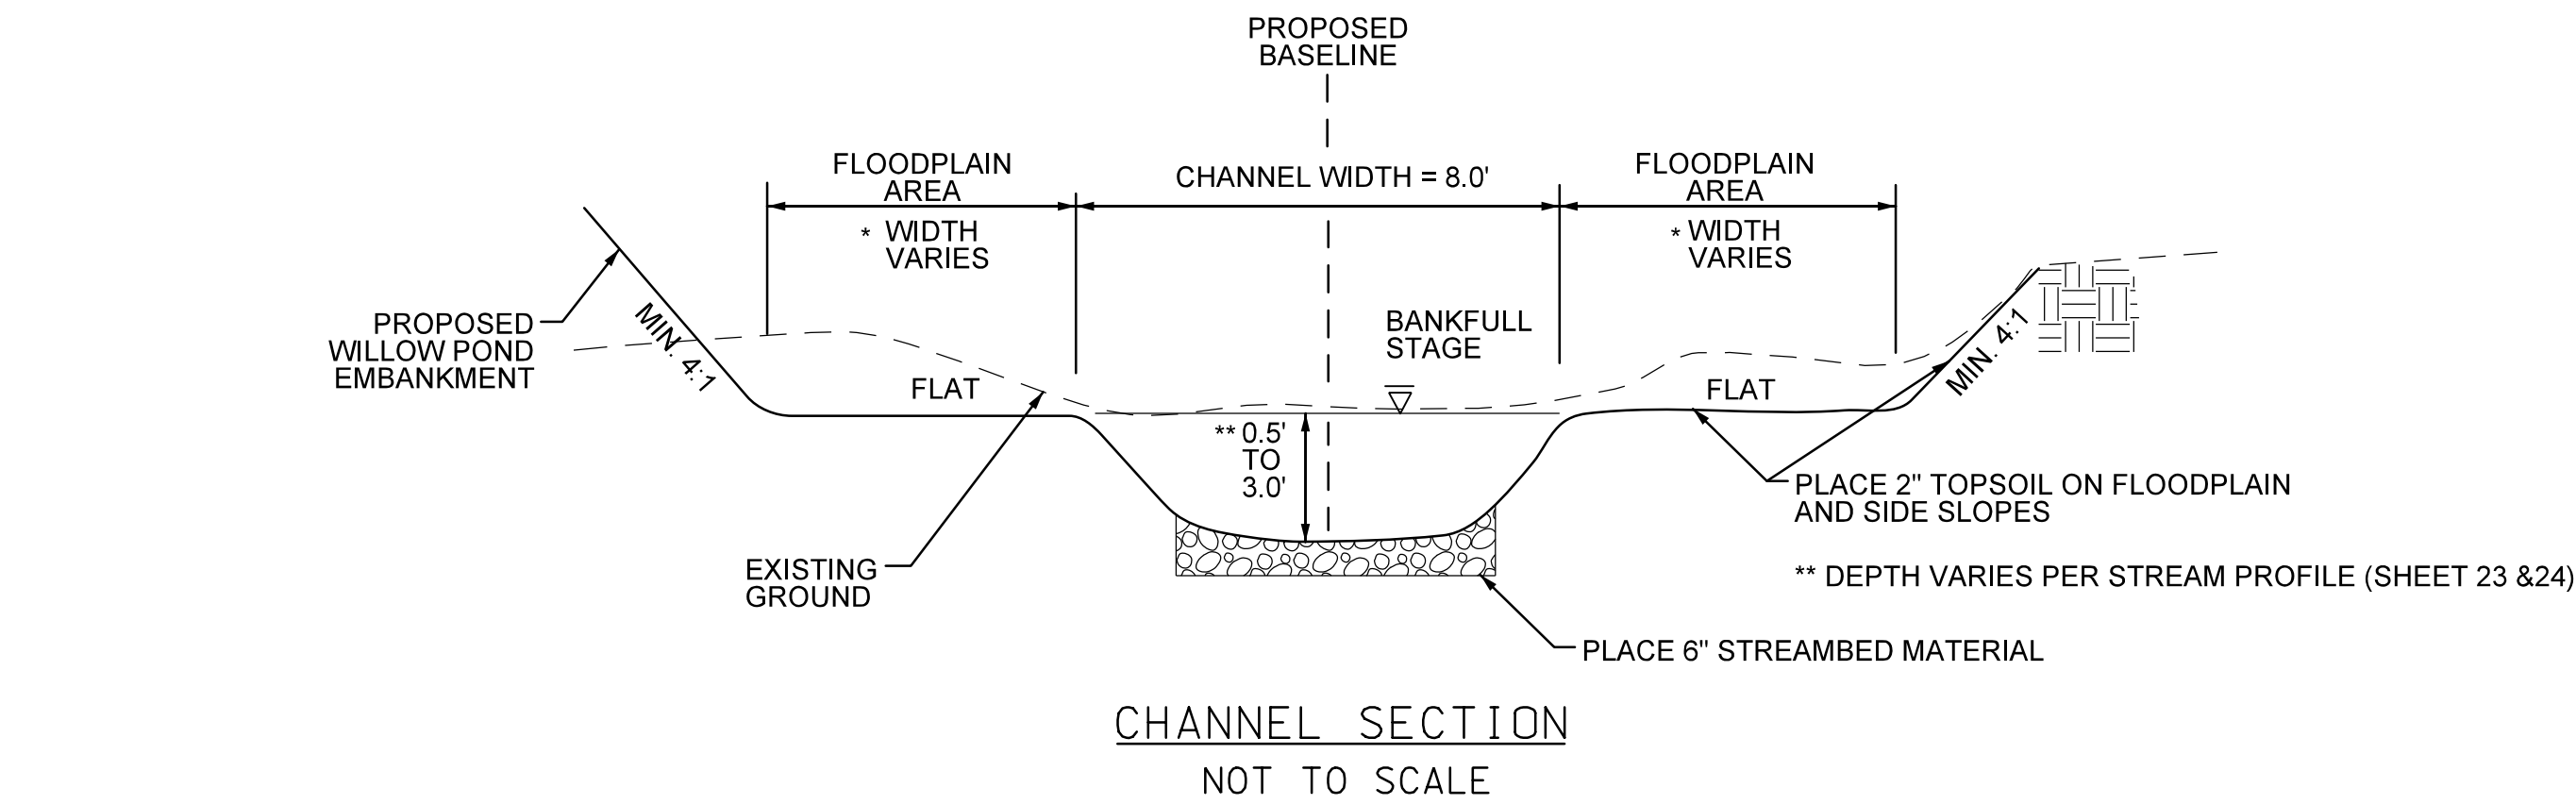 PROPOSED
BASELINE
FLOODPLAIN
AREA
* WIDTH
VARIES
CHANNEL WIDTH = 8.0'
FLOODPLAIN
AREA
* WIDTH
VARIES
PROPOSED
WILLOW POND
EMBANKMENT
MIN. 4:1
FLAT
BANKFULL
STAGE
FLAT
MIN. 4:1
** 0.5'
TO
3.0'
PLACE 2" TOPSOIL ON FLOODPLAIN
AND SIDE SLOPES
EXISTING
GROUND
** DEPTH VARIES PER STREAM PROFILE (SHEET 23 &24)
PLACE 6" STREAMBED MATERIAL
CHANNEL SECTION
NOT TO SCALE